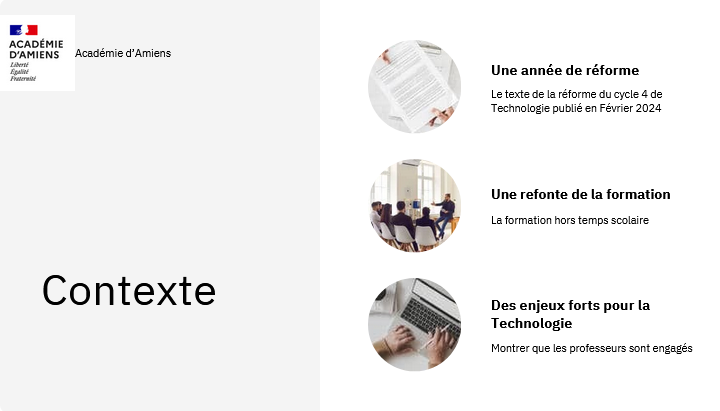 ACADÉMIE
D'AMIENS
Liberté
Égalité
Fraternité
Académie d'Amiens
Contexte
Une année de réforme
Le texte de la réforme du cycle 4 de
Technologie publié en Février 2024
Une refonte de la formation
La formation hors temps scolaire
Des enjeux forts pour la
Technologie
Montrer que les professeurs sont engagés